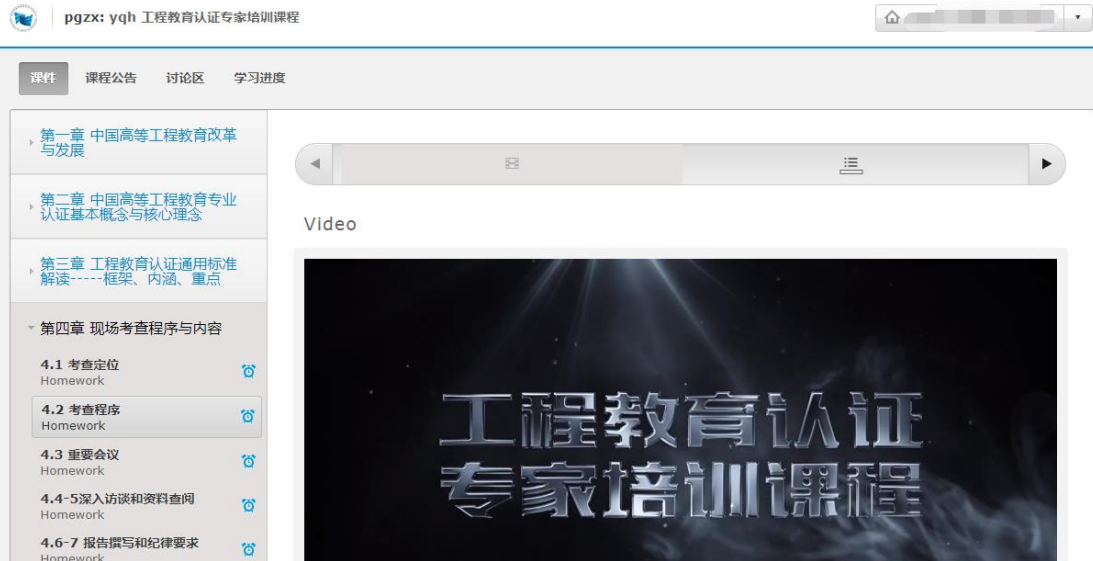 pgzx: yqh 工程教育认证专家培训课程
课件 课程公告 讨论区 学习进度
第一章 中国高等工程教育改革
与发展
第二章 中国高等工程教育专业
认证基本概念与核心理念
第三章 工程教育认证通用标准
解读-----框架、内涵、重点
第四章 现场考查程序与内容
4.1 考查定位
Homework
4.2 考查程序
Homework
4.3 重要会议
Homework
4.4-5深入访谈和资料查阅
Homework
4.6-7 报告撰写和纪律要求
Homework
Video
工程教育认证
专家培训课程